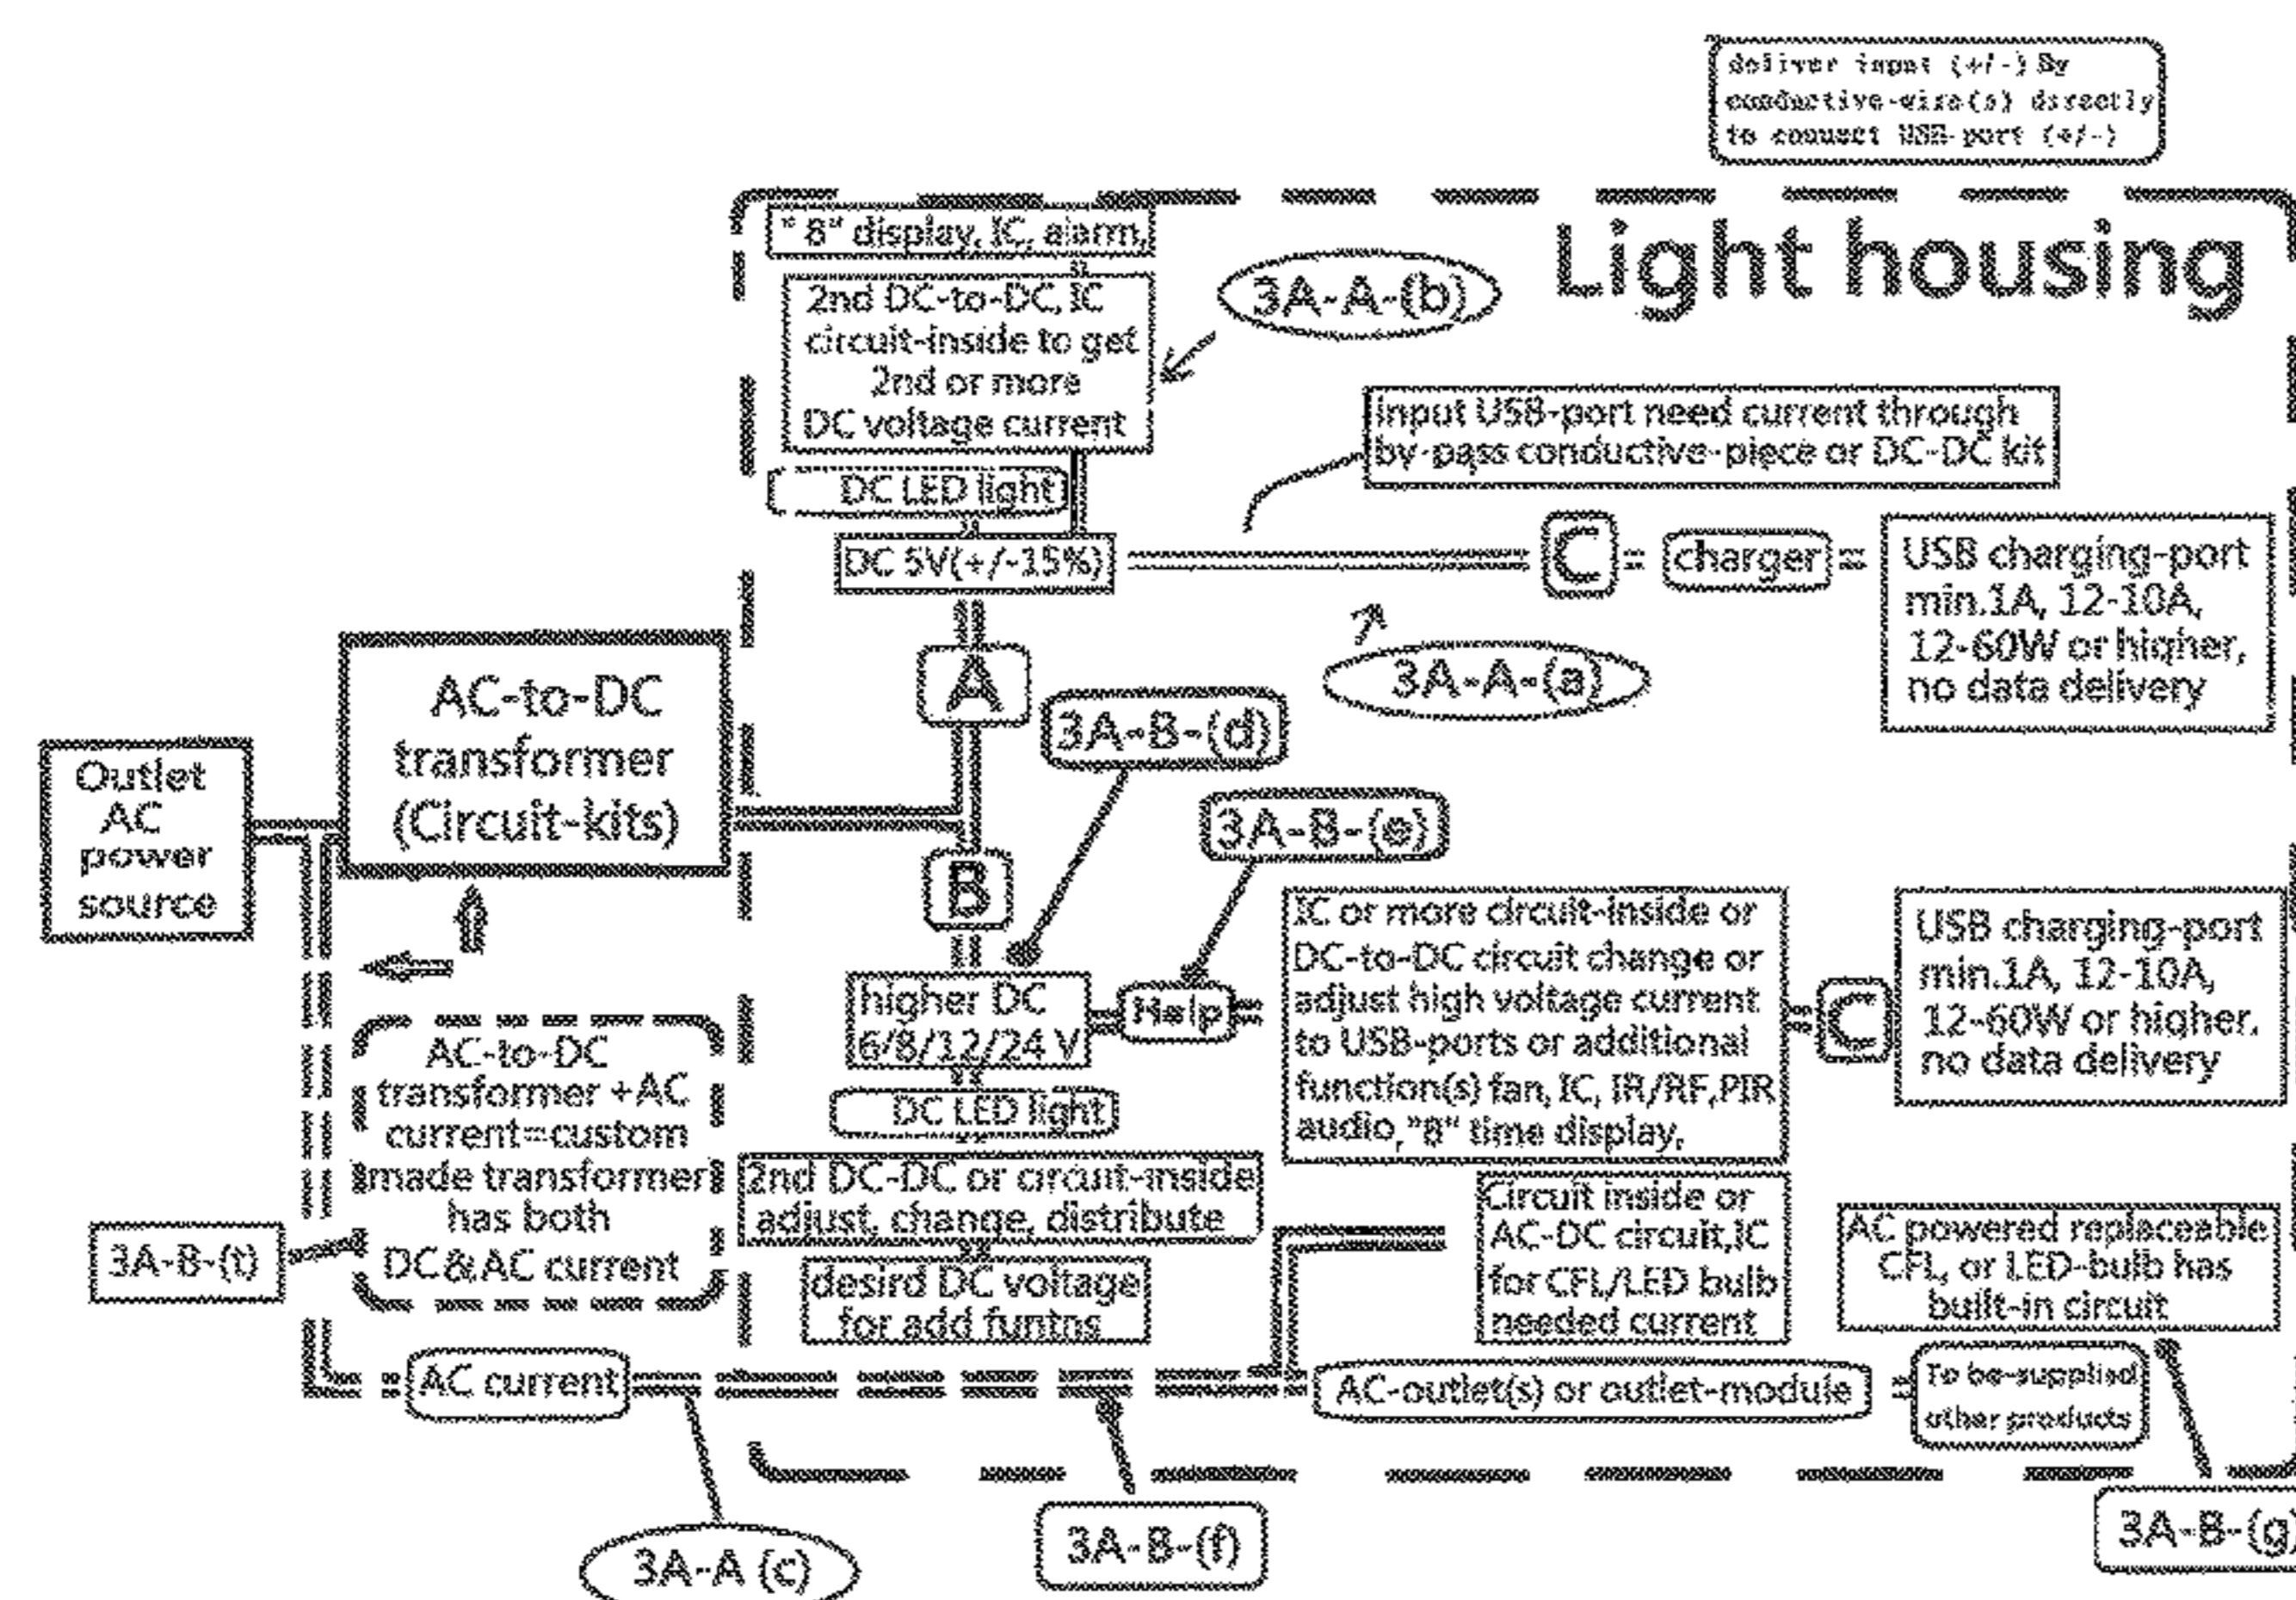 deliver input (+/-) By
conductive-wire(s) directly
to connect USB-port (+/-)
Light housing
" 8" display, IC, alarm,
2nd DC-to-DC, IC
circuit-inside to get
2nd or more
DC voltage current
3A-A-(b)
input USB-port need current through
by-pass conductive-piece or DC-DC kit
DC LED light
DC 5V(+/-15%)
C
=
charger
=
USB charging-port
min.1A, 12-10A,
12-60W or higher,
no data delivery
A
3A-A-(a)
3A-B-(d)
AC-to-DC
transformer
(Circuit-kits)
Outlet
AC
power
source
3A-B-(e)
B
higher DC
6/8/12/24 V
Help
IC or more circuit-inside or
DC-to-DC circuit change or
adjust high voltage current
to USB-ports or additional
function(s) fan, IC, IR/RF,PIR
audio,"8" time display,
C
USB charging-port
min.1A, 12-10A,
12-60W or higher.
no data delivery
AC-to-DC
transformer +AC
current=custom
made transformer
has both
DC&AC current
DC LED light
2nd DC-DC or circuit-inside
adjust, change, distribute
desird DC voltage
for add funtns
3A-B-(t)
Circuit inside or
AC-DC circuit,IC
for CFL/LED bulb
needed current
AC powered replaceable
CFL, or LED-bulb has
built-in circuit
AC current
AC-outlet(s) or outlet-module
To be-supplied
other products
3A-A (c)
3A-B-(f)
3A-B-(g)